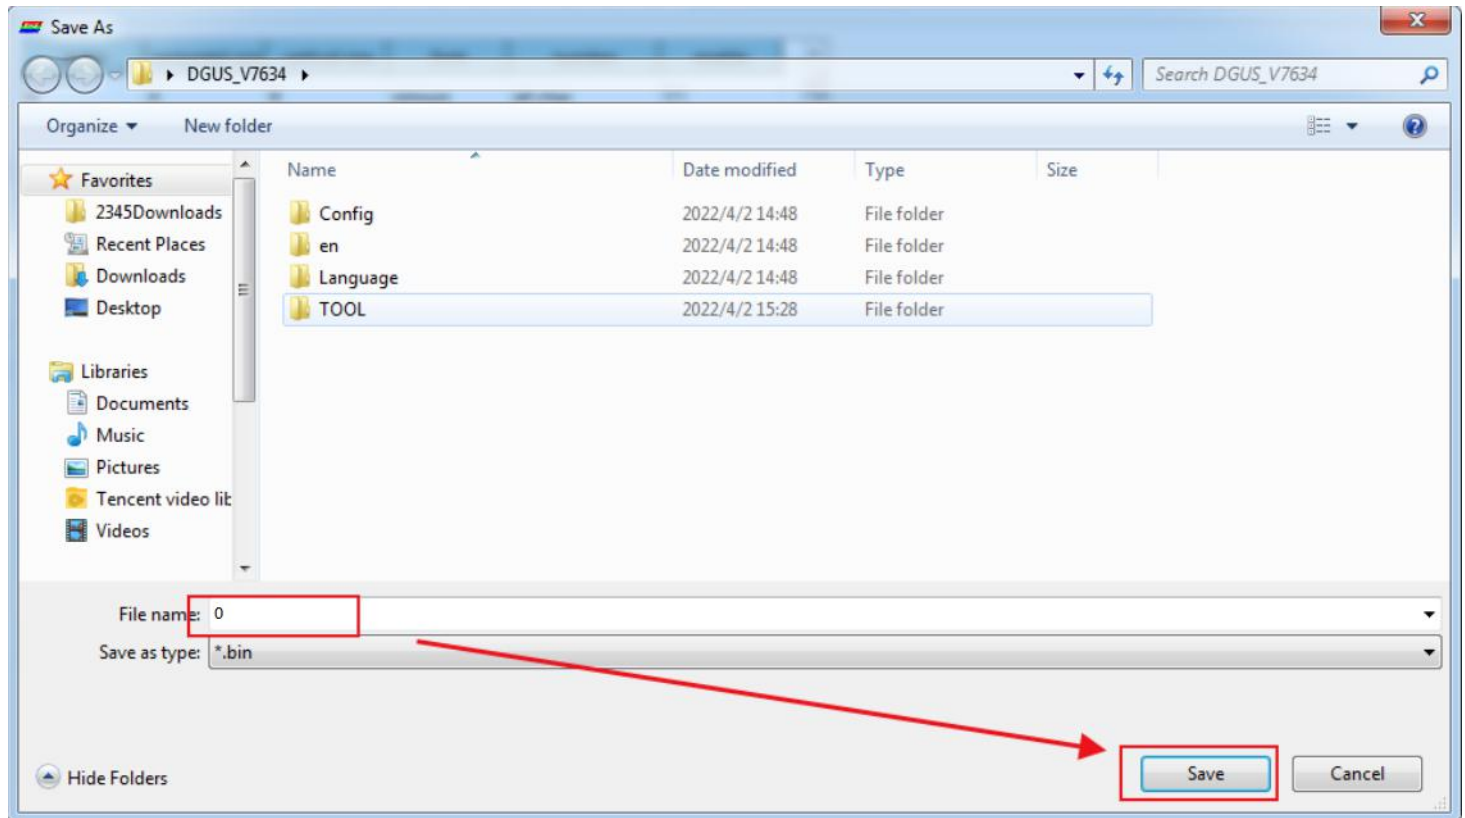 Save As
DGUS_V7634
Search DGUS_V7634
Organize New folder
Name Date modified Type Size
Favorites
2345Downloads
Recent Places
Downloads
Desktop
Libraries
Documents
Music
Pictures
Tencent video lib
Videos
Config 2022/4/2 14:48 File folder
en 2022/4/2 14:48 File folder
Language 2022/4/2 14:48 File folder
TOOL 2022/4/2 15:28 File folder
File name: 0
Save as type: *.bin
Hide Folders
Save Cancel